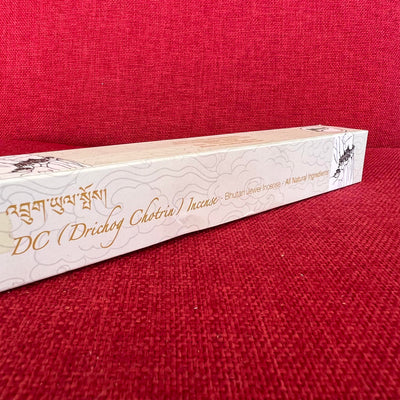 འབྲུག་ཡུལ་སྤོས།
DC (Drichog Chotrin) Incense - Bhutan Jewel Incense - All Natural Ingredients